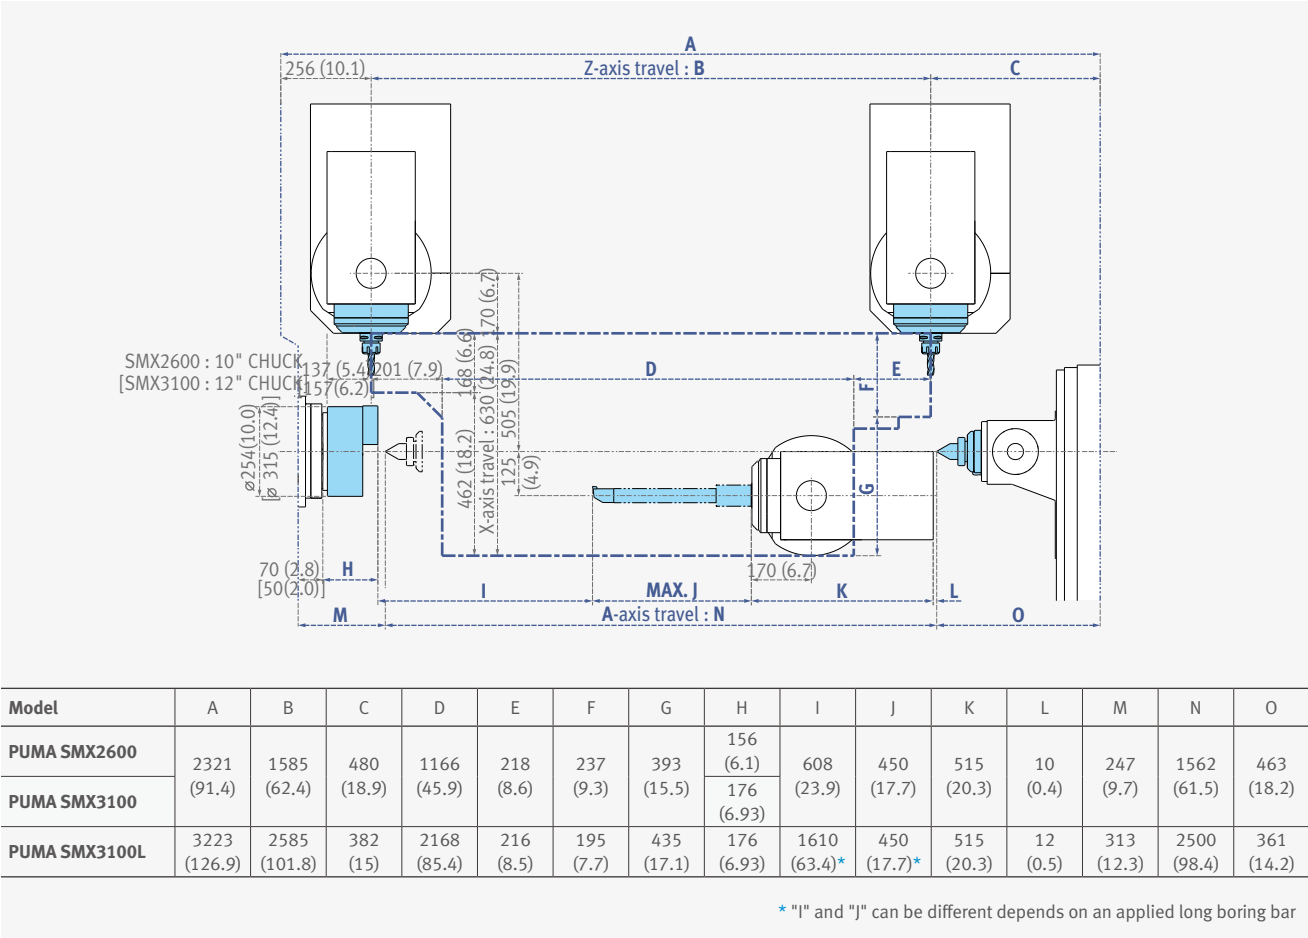 A
256 (10.1)
Z-axis travel : B
C
170 (6.7)
SMX2600 : 10" CHUCK
[SMX3100 : 12" CHUCK]
137 (5.4)
201 (7.9)
157(6.2)
168 (6.6)
X-axis travel : 630 (24.8)
505 (19.9)
D
E
F
ø254(10.0)
[ø 315 (12.4)]
462 (18.2)
125
(4.9)
G
70 (2.8)
[50(2.0)]
H
170 (6.7)
I
MAX. J
K
L
M
A-axis travel : N
O
Model A B C D E F G H I J K L M N O
PUMA SMX2600 156
(6.1)
2321 1585 480 1166 218 237 393 608 450 515 10 247 1562 463
(91.4) (62.4) (18.9) (45.9) (8.6) (9.3) (15.5) (23.9) (17.7) (20.3) (0.4) (9.7) (61.5) (18.2)
PUMA SMX3100 176
(6.93)
PUMA SMX3100L 3223 2585 382 2168 216 195 435 176 1610 450 515 12 313 2500 361
(126.9) (101.8) (15) (85.4) (8.5) (7.7) (17.1) (6.93) (63.4)* (17.7)* (20.3) (0.5) (12.3) (98.4) (14.2)
* "I" and "J" can be different depends on an applied long boring bar